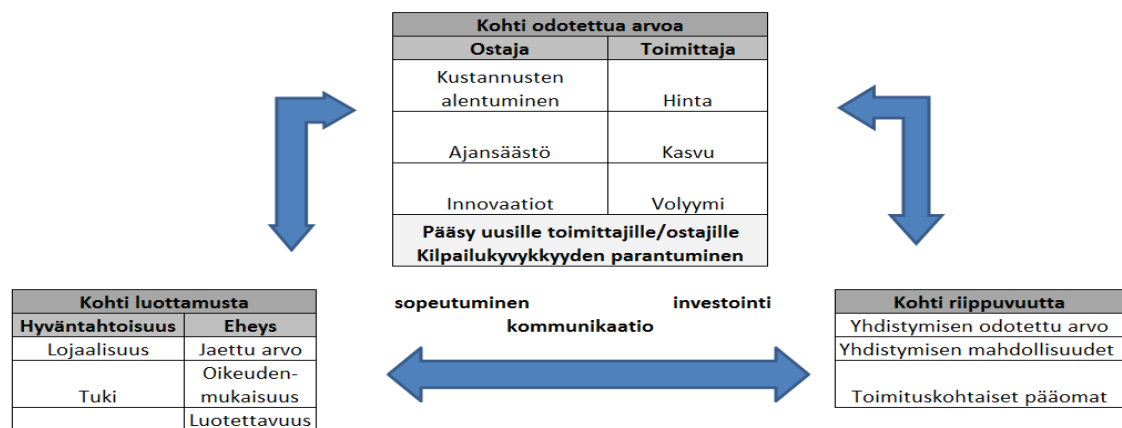 Kohti odotettua arvoa
Ostaja Toimittaja
Kustannusten
alentuminen Hinta
Ajansäästö Kasvu
Innovaatiot Volyymi
Pääsy uusille toimittajille/ostajille
Kilpailukyvykkyyden parantuminen
Kohti luottamusta
Hyväntahtoisuus Eheys
Lojaalisuus Jaettu arvo
Oikeuden-
Tuki mukaisuus
Luotettavuus
sopeutuminen investointi
kommunikaatio
Kohti riippuvuutta
Yhdistymisen odotettu arvo
Yhdistymisen mahdollisuudet
Toimituskohtaiset pääomat